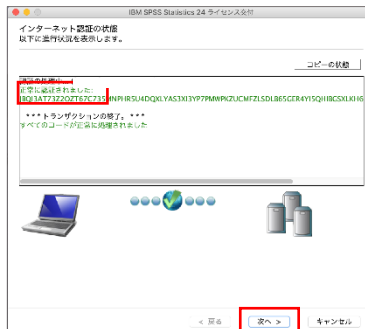 IBM SPSS Statistics 24 ライセンス交付
インターネット認証の状態
以下に進行状況を表示します。
コピーの状態
正常に認証されました:
*** トランザクションの終了。 ***
すべてのコードが正常に処理されました
< 戻る
次へ >
キャンセル